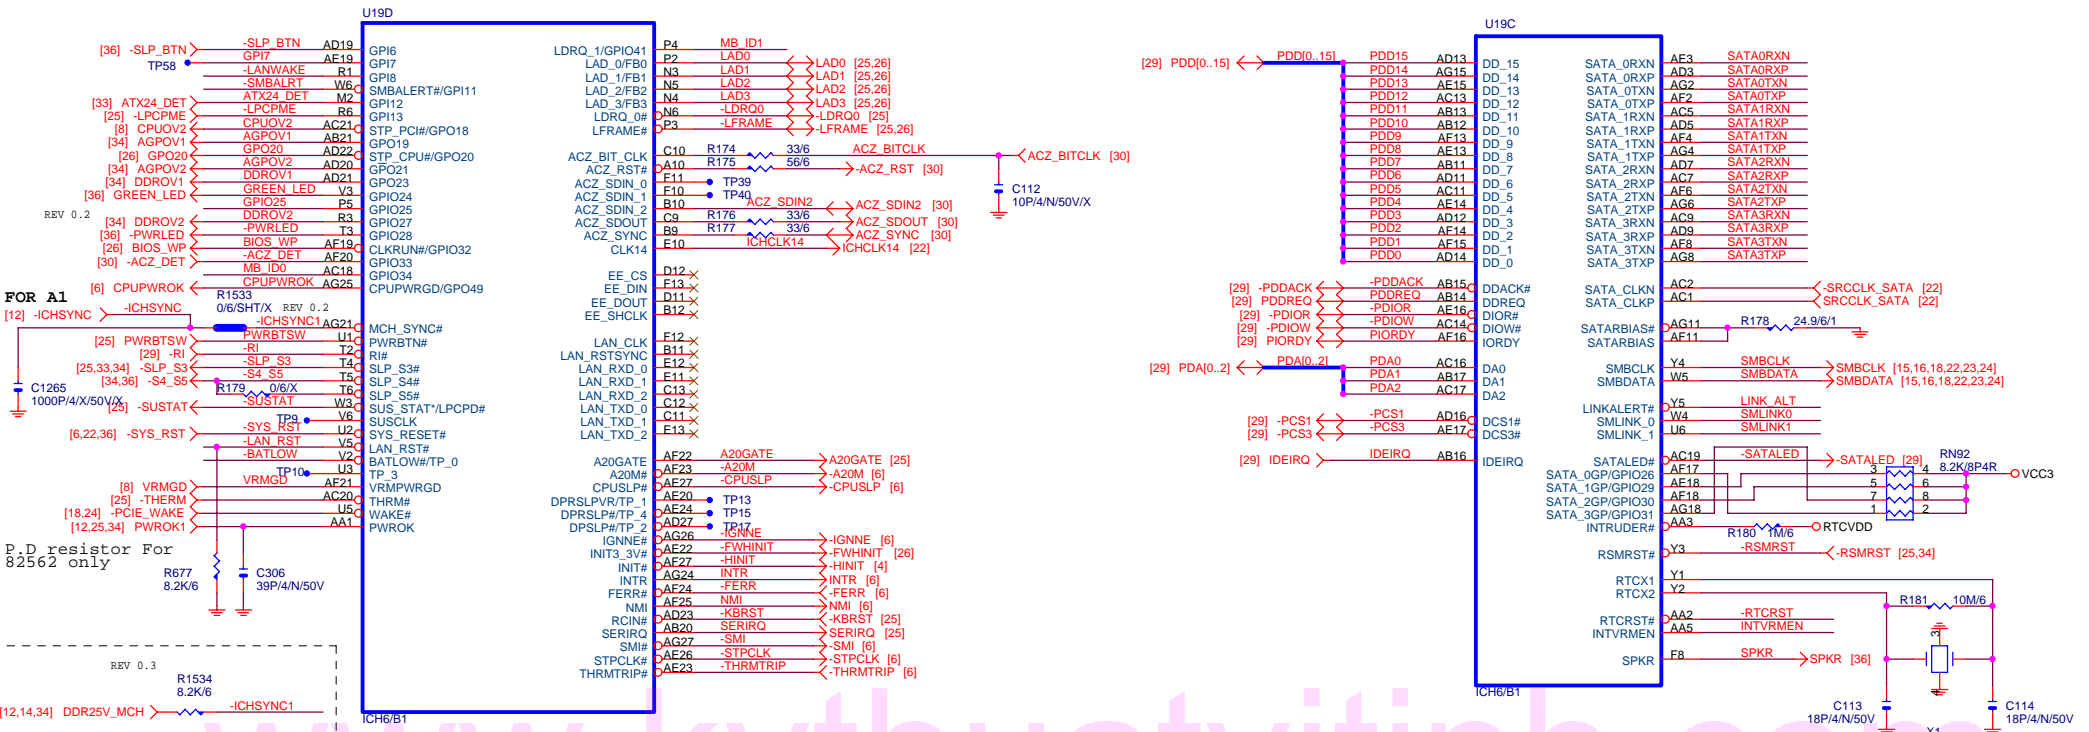 U19D
[36] -SLP_BTN -SLP_BTN AD19 GPI6 LDRQ_1/GPIO41 P4 MB_ID1
TP58 GPI7 AE19 GPI7 LAD_0/FB0 P2 LAD0 LAD0 [25,26]
-LANWAKE R1 GPI8 LAD_1/FB1 N3 LAD1 LAD1 [25,26]
-SMBALRT W6 SMBALERT#/GPI11 LAD_2/FB2 N5 LAD2 LAD2 [25,26]
[33] ATX24_DET ATX24_DET M2 GPI12 LAD_3/FB3 N4 LAD3 LAD3 [25,26]
[25] -LPCPME -LPCPME R6 GPI13 LDRQ_0# N6 -LDRQ0 -LDRQ0 [25]
[8] CPUOV2 CPUOV2 AC21 STP_PCI#/GPO18 LFRAME# P3 -LFRAME -LFRAME [25,26]
[34] AGPOV1 AGPOV1 AB21 GPO19
[26] GPO20 GPO20 AD22 STP_CPU#/GPO20 ACZ_BIT_CLK C10 R174 33/6 ACZ_BITCLK ACZ_BITCLK [30]
[34] AGPOV2 AGPOV2 AD20 GPO21 ACZ_RST# A10 R175 56/6 -ACZ_RST [30]
[34] DDROV1 DDROV1 AD21 GPO23 ACZ_SDIN_0 F11 TP39
[36] GREEN_LED GREEN_LED V3 GPIO24 ACZ_SDIN_1 F10 TP40
GPIO25 P5 GPIO25 ACZ_SDIN_2 B10 ACZ_SDIN2 ACZ_SDIN2 [30]
C112
10P/4/N/50V/X
REV 0.2
[34] DDROV2 DDROV2 R3 GPIO27 ACZ_SDOUT C9 R176 33/6 ACZ_SDOUT [30]
[36] -PWRLED -PWRLED T3 GPIO28 ACZ_SYNC B9 R177 33/6 ACZ_SYNC [30]
[26] BIOS_WP BIOS_WP AF19 CLKRUN#/GPIO32 CLK14 E10 ICHCLK14 ICHCLK14 [22]
[30] -ACZ_DET -ACZ_DET AF20 GPIO33
MB_ID0 AC18 GPIO34 EE_CS D12
[6] CPUPWROK CPUPWROK AG25 CPUPWRGD/GPO49 EE_DIN F13
EE_DOUT D11
EE_SHCLK B12
FOR A1
R1533
0/6/SHT/X REV 0.2
[12] -ICHSYNC -ICHSYNC
-ICHSYNC1 AG21 MCH_SYNC#
[25] PWRBTSW PWRBTSW U1 PWRBTN# LAN_CLK F12
[29] -RI -RI T2 RI# LAN_RSTSYNC B11
[25,33,34] -SLP_S3 -SLP_S3 T4 SLP_S3# LAN_RXD_0 E12
[34,36] -S4_S5 -S4_S5 T5 SLP_S4# LAN_RXD_1 E11
R179 0/6/X T6 SLP_S5# LAN_RXD_2 C13
C1265
1000P/4/X/50V/X
[25] -SUSTAT -SUSTAT W3 SUS_STAT*/LPCPD# LAN_TXD_0 C12
TP9 V6 SUSCLK LAN_TXD_1 C11
[6,22,36] -SYS_RST -SYS_RST U2 SYS_RESET# LAN_TXD_2 E13
-LAN_RST V5 LAN_RST#
-BATLOW V2 BATLOW#/TP_0 A20GATE AF22 A20GATE A20GATE [25]
TP10 U3 TP_3 A20M# AF23 -A20M -A20M [6]
[8] VRMGD VRMGD AF21 VRMPWRGD CPUSLP# AE27 -CPUSLP -CPUSLP [6]
[25] -THERM AC20 THRM# DPRSLPVR/TP_1 AE20 TP13
[18,24] -PCIE_WAKE U5 WAKE# DPRSLP#/TP_4 AE24 TP15
[12,25,34] PWROK1 AA1 PWROK DPSLP#/TP_2 AD27 TP17
IGNNE# AG26 -IGNNE -IGNNE [6]
P.D resistor For
82562 only
INIT3_3V# AE22 -FWHINIT -FWHINIT [26]
INIT# AF27 -HINIT -HINIT [4]
R677
8.2K/6
C306
39P/4/N/50V
INTR AG24 INTR INTR [6]
FERR# AF24 -FERR -FERR [6]
NMI AF25 NMI NMI [6]
RCIN# AD23 -KBRST -KBRST [25]
SERIRQ AB20 SERIRQ SERIRQ [25]
SMI# AG27 -SMI -SMI [6]
STPCLK# AE26 -STPCLK -STPCLK [6]
THRMTRIP# AE23 -THRMTRIP -THRMTRIP [6]
REV 0.3
R1534
8.2K/6
[12,14,34] DDR25V_MCH -ICHSYNC1
ICH6/B1
U19C
[29] PDD[0..15] PDD[0..15] PDD15 AD13 DD_15 SATA_0RXN AE3 SATA0RXN
PDD14 AG15 DD_14 SATA_0RXP AD3 SATA0RXP
PDD13 AE15 DD_13 SATA_0TXN AG2 SATA0TXN
PDD12 AC13 DD_12 SATA_0TXP AF2 SATA0TXP
PDD11 AB13 DD_11 SATA_1RXN AC5 SATA1RXN
PDD10 AB12 DD_10 SATA_1RXP AD5 SATA1RXP
PDD9 AF13 DD_9 SATA_1TXN AF4 SATA1TXN
PDD8 AE13 DD_8 SATA_1TXP AG4 SATA1TXP
PDD7 AB11 DD_7 SATA_2RXN AD7 SATA2RXN
PDD6 AD11 DD_6 SATA_2RXP AC7 SATA2RXP
PDD5 AC11 DD_5 SATA_2TXN AF6 SATA2TXN
PDD4 AE14 DD_4 SATA_2TXP AG6 SATA2TXP
PDD3 AD12 DD_3 SATA_3RXN AC9 SATA3RXN
PDD2 AF14 DD_2 SATA_3RXP AD9 SATA3RXP
PDD1 AF15 DD_1 SATA_3TXN AF8 SATA3TXN
PDD0 AD14 DD_0 SATA_3TXP AG8 SATA3TXP
[29] -PDDACK -PDDACK AB15 DDACK# SATA_CLKN AC2 -SRCCLK_SATA [22]
[29] PDDREQ PDDREQ AB14 DDREQ SATA_CLKP AC1 SRCCLK_SATA [22]
[29] -PDIOR -PDIOR AE16 DIOR#
[29] -PDIOW -PDIOW AC14 DIOW# SATARBIAS# AG11 R178 24.9/6/1
[29] PIORDY PIORDY AF16 IORDY SATARBIAS AF11
[29] PDA[0..2] PDA[0..2] PDA0 AC16 DA0 SMBCLK Y4 SMBCLK SMBCLK [15,16,18,22,23,24]
PDA1 AB17 DA1 SMBDATA W5 SMBDATA SMBDATA [15,16,18,22,23,24]
PDA2 AC17 DA2
LINKALERT# Y5 LINK_ALT
[29] -PCS1 -PCS1 AD16 DCS1# SMLINK_0 W4 SMLINK0
[29] -PCS3 -PCS3 AE17 DCS3# SMLINK_1 U6 SMLINK1
[29] IDEIRQ IDEIRQ AB16 IDEIRQ SATALED# AC19 -SATALED -SATALED [29]
RN92
8.2K/8P4R
SATA_0GP/GPIO26 AF17 3 4 VCC3
SATA_1GP/GPIO29 AE18 5 6
SATA_2GP/GPIO30 AF18 7 8
SATA_3GP/GPIO31 AG18 1 2
INTRUDER# AA3 R180 1M/6 RTCVDD
RSMRST# Y3 -RSMRST -RSMRST [25,34]
RTCX1 Y1
RTCX2 Y2
R181 10M/6
RTCRST# AA2 -RTCRST
INTVRMEN AA5 INTVRMEN
3
SPKR F8 SPKR SPKR [36]
ICH6/B1
C113
18P/4/N/50V
C114
18P/4/N/50V
X1